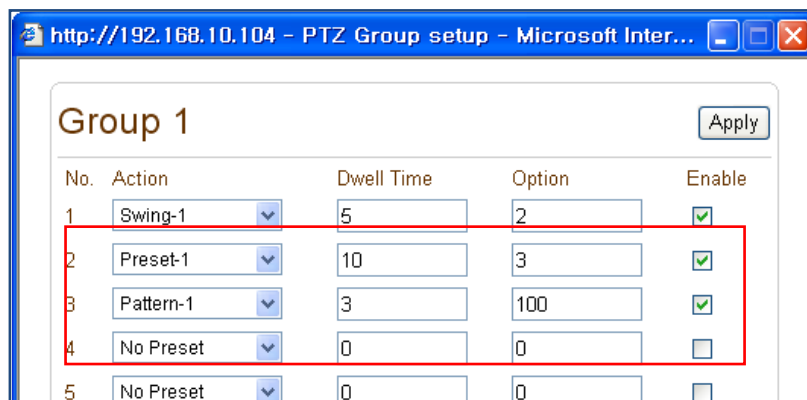 http://192.168.10.104 - PTZ Group setup - Microsoft Inter...
Group 1
Apply
No. Action Dwell Time Option Enable
1 Swing-1 5 2
2 Preset-1 10 3
3 Pattern-1 3 100
4 No Preset 0 0
5 No Preset 0 0